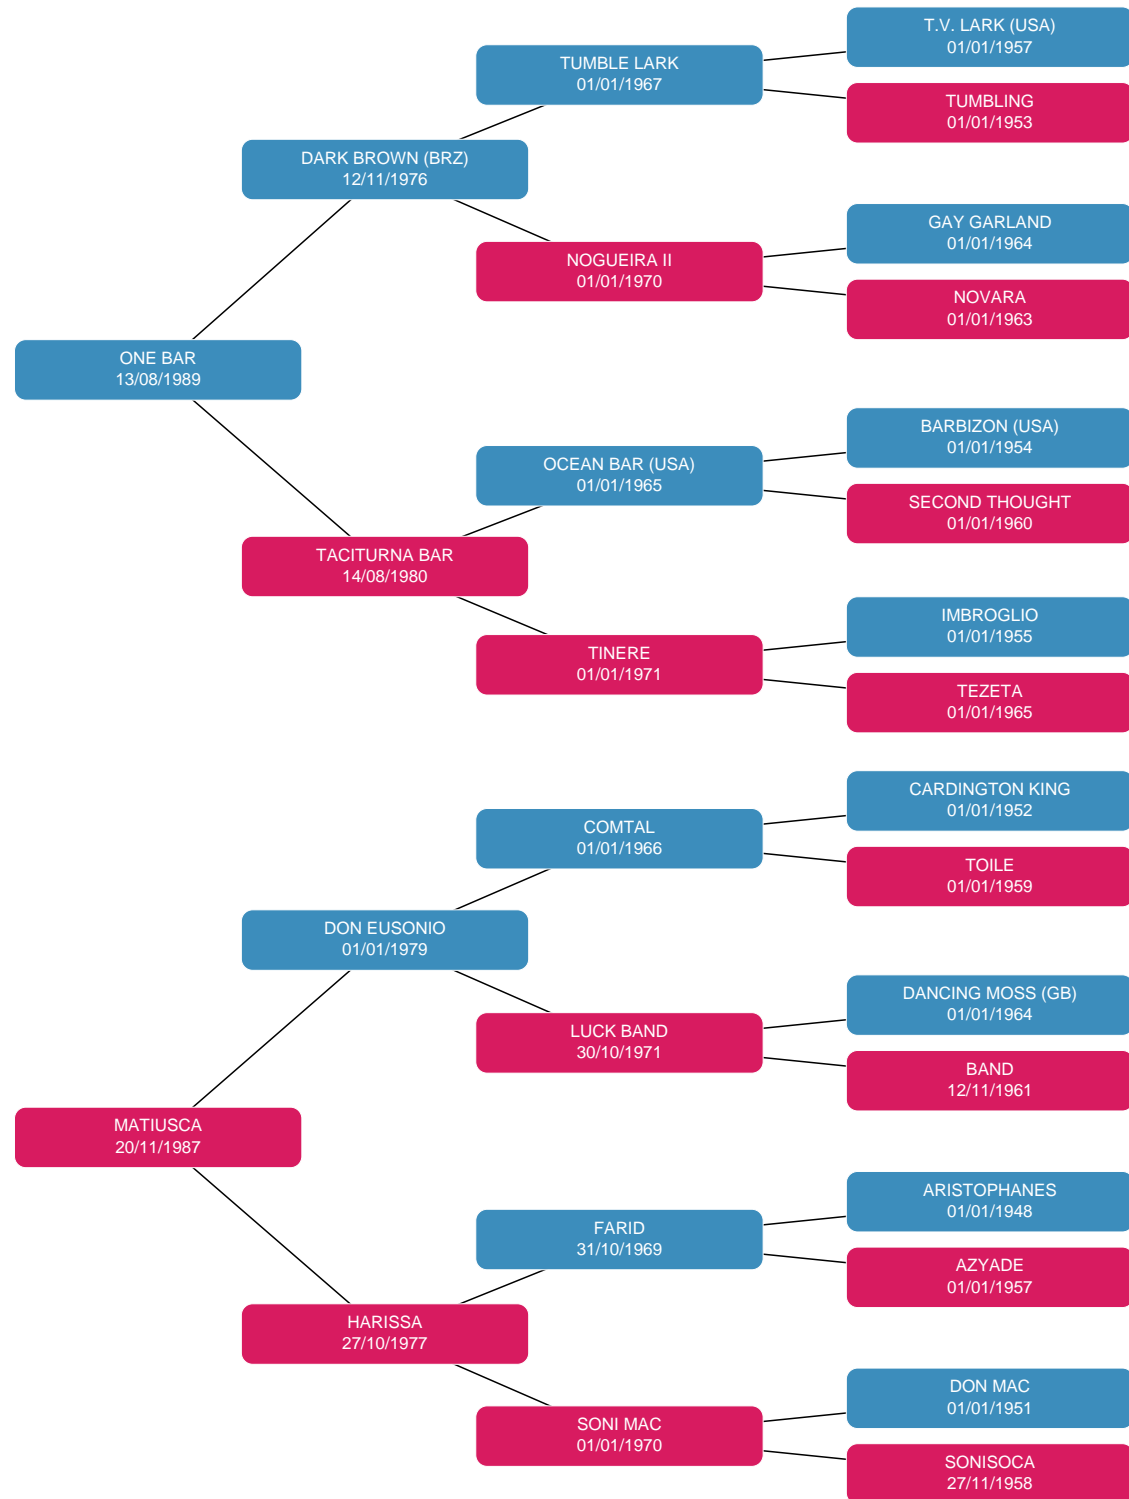 T.V. LARK (USA)
01/01/1957
TUMBLE LARK
01/01/1967
TUMBLING
01/01/1953
DARK BROWN (BRZ)
12/11/1976
GAY GARLAND
01/01/1964
NOGUEIRA II
01/01/1970
NOVARA
01/01/1963
ONE BAR
13/08/1989
BARBIZON (USA)
01/01/1954
OCEAN BAR (USA)
01/01/1965
SECOND THOUGHT
01/01/1960
TACITURNA BAR
14/08/1980
IMBROGLIO
01/01/1955
TINERE
01/01/1971
TEZETA
01/01/1965
CARDINGTON KING
01/01/1952
COMTAL
01/01/1966
TOILE
01/01/1959
DON EUSONIO
01/01/1979
DANCING MOSS (GB)
01/01/1964
LUCK BAND
30/10/1971
BAND
12/11/1961
MATIUSCA
20/11/1987
ARISTOPHANES
01/01/1948
FARID
31/10/1969
AZYADE
01/01/1957
HARISSA
27/10/1977
DON MAC
01/01/1951
SONI MAC
01/01/1970
SONISOCA
27/11/1958